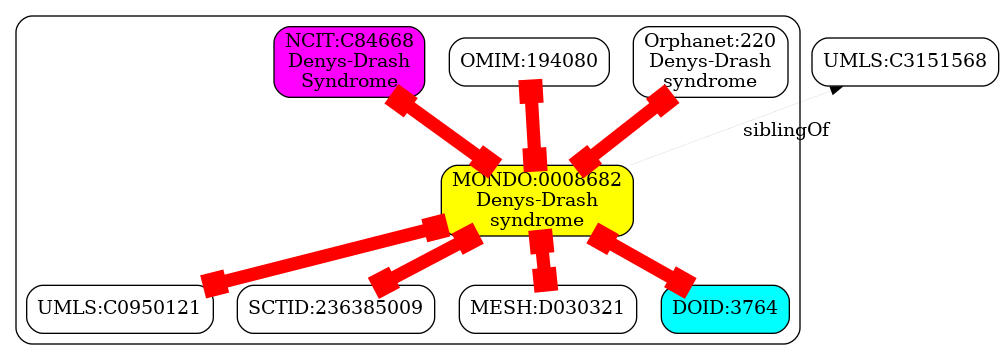 NCIT:C84668
Denys-Drash
Syndrome
OMIM:194080
Orphanet:220
Denys-Drash
syndrome
UMLS:C3151568
siblingOf
MONDO:0008682
Denys-Drash
syndrome
UMLS:C0950121
SCTID:236385009
MESH:D030321
DOID:3764